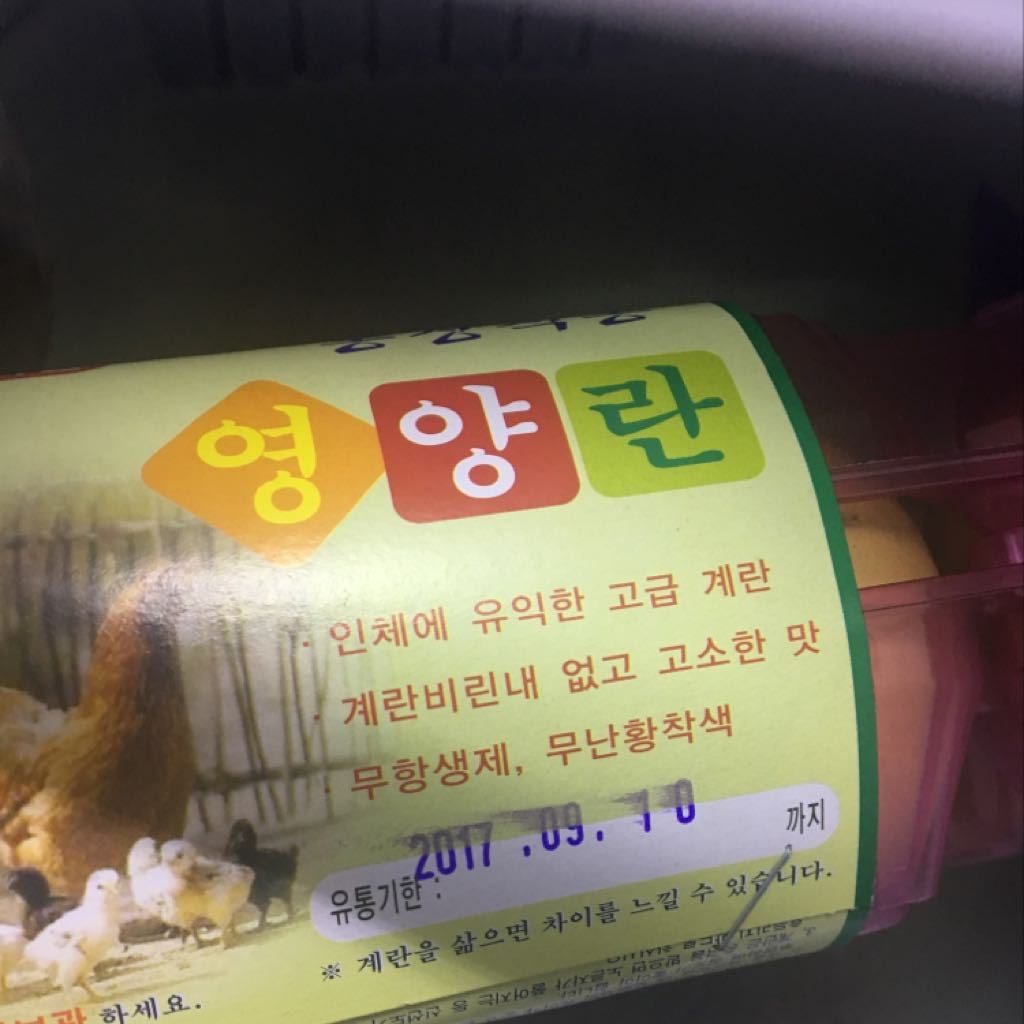 영양란
· 인체에 유익한 고급 계란
· 계란비린내 없고 고소한 맛
· 무항생제, 무난황착색
유통기한 : 2017.09.10 까지
※ 계란을 삶으면 차이를 느낄 수 있습니다.
하세요.